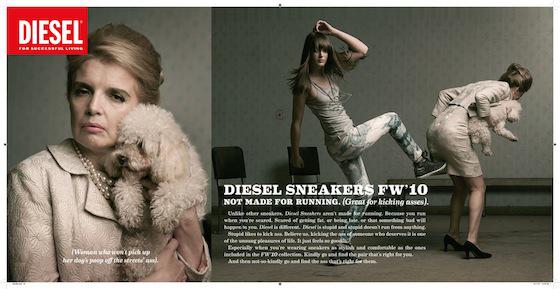 DIESEL
FOR SUCCESSFUL LIVING
(Woman who won't pick up
her dog's poop off the streets' ass).
DIESEL SNEAKERS FW'10
NOT MADE FOR RUNNING. (Great for kicking asses).
Unlike other sneakers, Diesel Sneakers aren't made for running. Because you run
when you're scared. Scared of getting fat, or being late, or that something bad will
happen to you. Diesel is different. Diesel is stupid and stupid doesn't run from anything.
Stupid likes to kick ass. Believe us, kicking the ass of someone who deserves it is one
of the unsung pleasures of life. It just feels so good.
Especially when you're wearing sneakers as stylish and comfortable as the ones
included in the FW'10 collection. Kindly go and find the pair that's right for you.
And then not-so-kindly go and find the ass that's right for them.